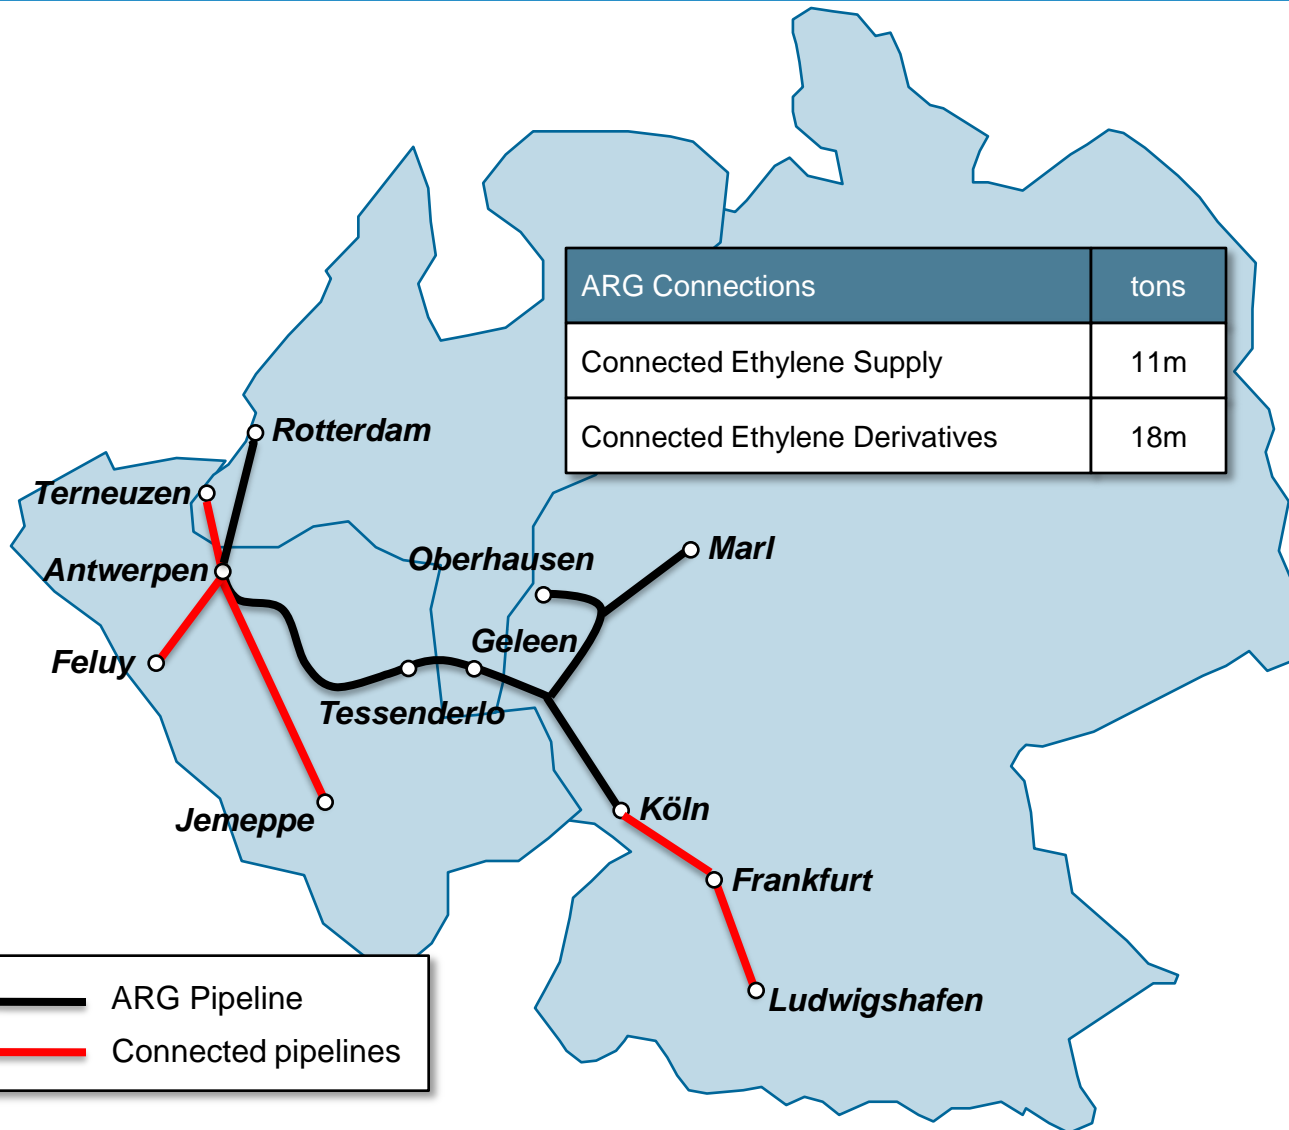 ARG Connections tons
Connected Ethylene Supply 11m
Connected Ethylene Derivatives 18m
Rotterdam
Terneuzen
Antwerpen
Oberhausen
Marl
Geleen
Feluy
Tessenderlo
Jemeppe
Köln
Frankfurt
Ludwigshafen
ARG Pipeline
Connected pipelines